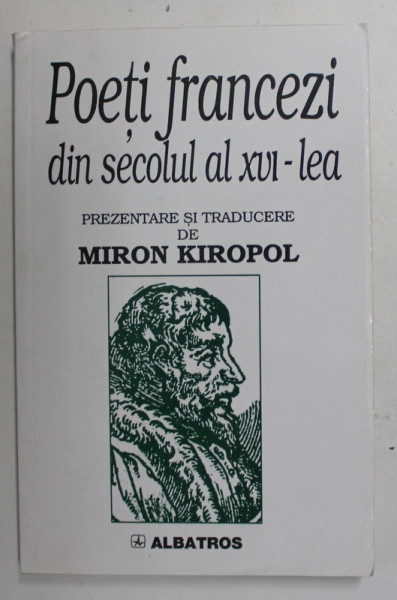 Poeți francezi
din secolul al XVI-lea
PREZENTARE ȘI TRADUCERE
DE
MIRON KIROPOL
ALBATROS